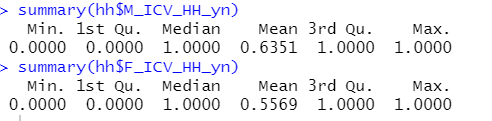 > summary(hh$M_ICV_HH_yn)
Min. 1st Qu. Median Mean 3rd Qu. Max.
0.0000 0.0000 1.0000 0.6351 1.0000 1.0000
> summary(hh$F_ICV_HH_yn)
Min. 1st Qu. Median Mean 3rd Qu. Max.
0.0000 0.0000 1.0000 0.5569 1.0000 1.0000